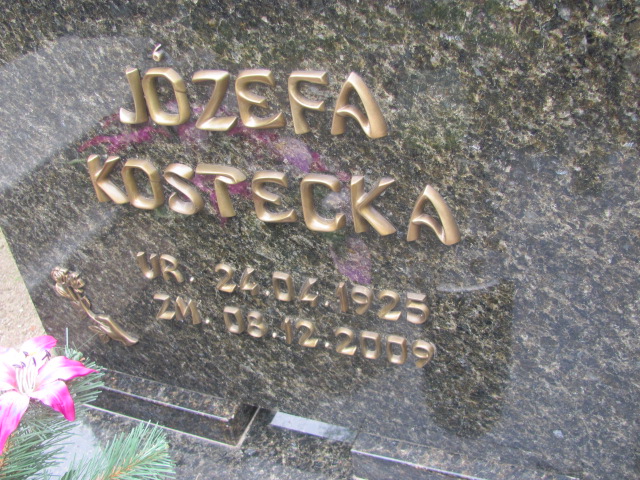 JÓZEFA
KOSTECKA
UR. 24.04.1925
ZM. 08.12.2009